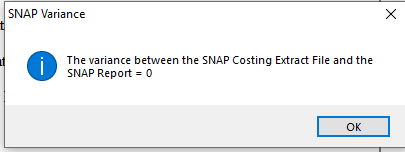 SNAP Variance
The variance between the SNAP Costing Extract File and the
SNAP Report = 0
OK